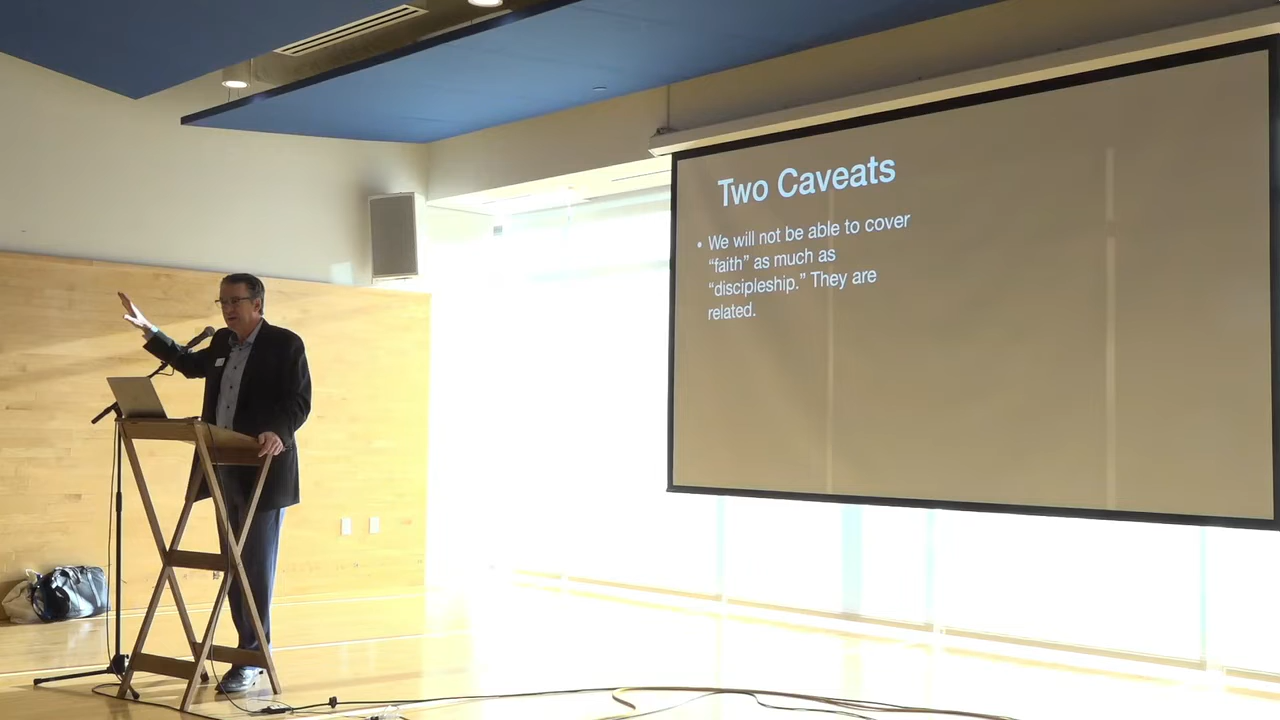 Two Caveats
• We will not be able to cover
“faith” as much as
“discipleship.” They are
related.